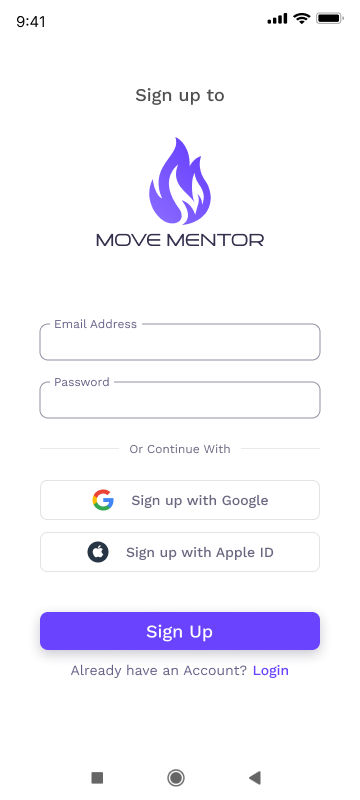 9:41
Sign up to
MOVE MENTOR
Email Address
Password
Or Continue With
Sign up with Google
Sign up with Apple ID
Sign Up
Already have an Account? Login